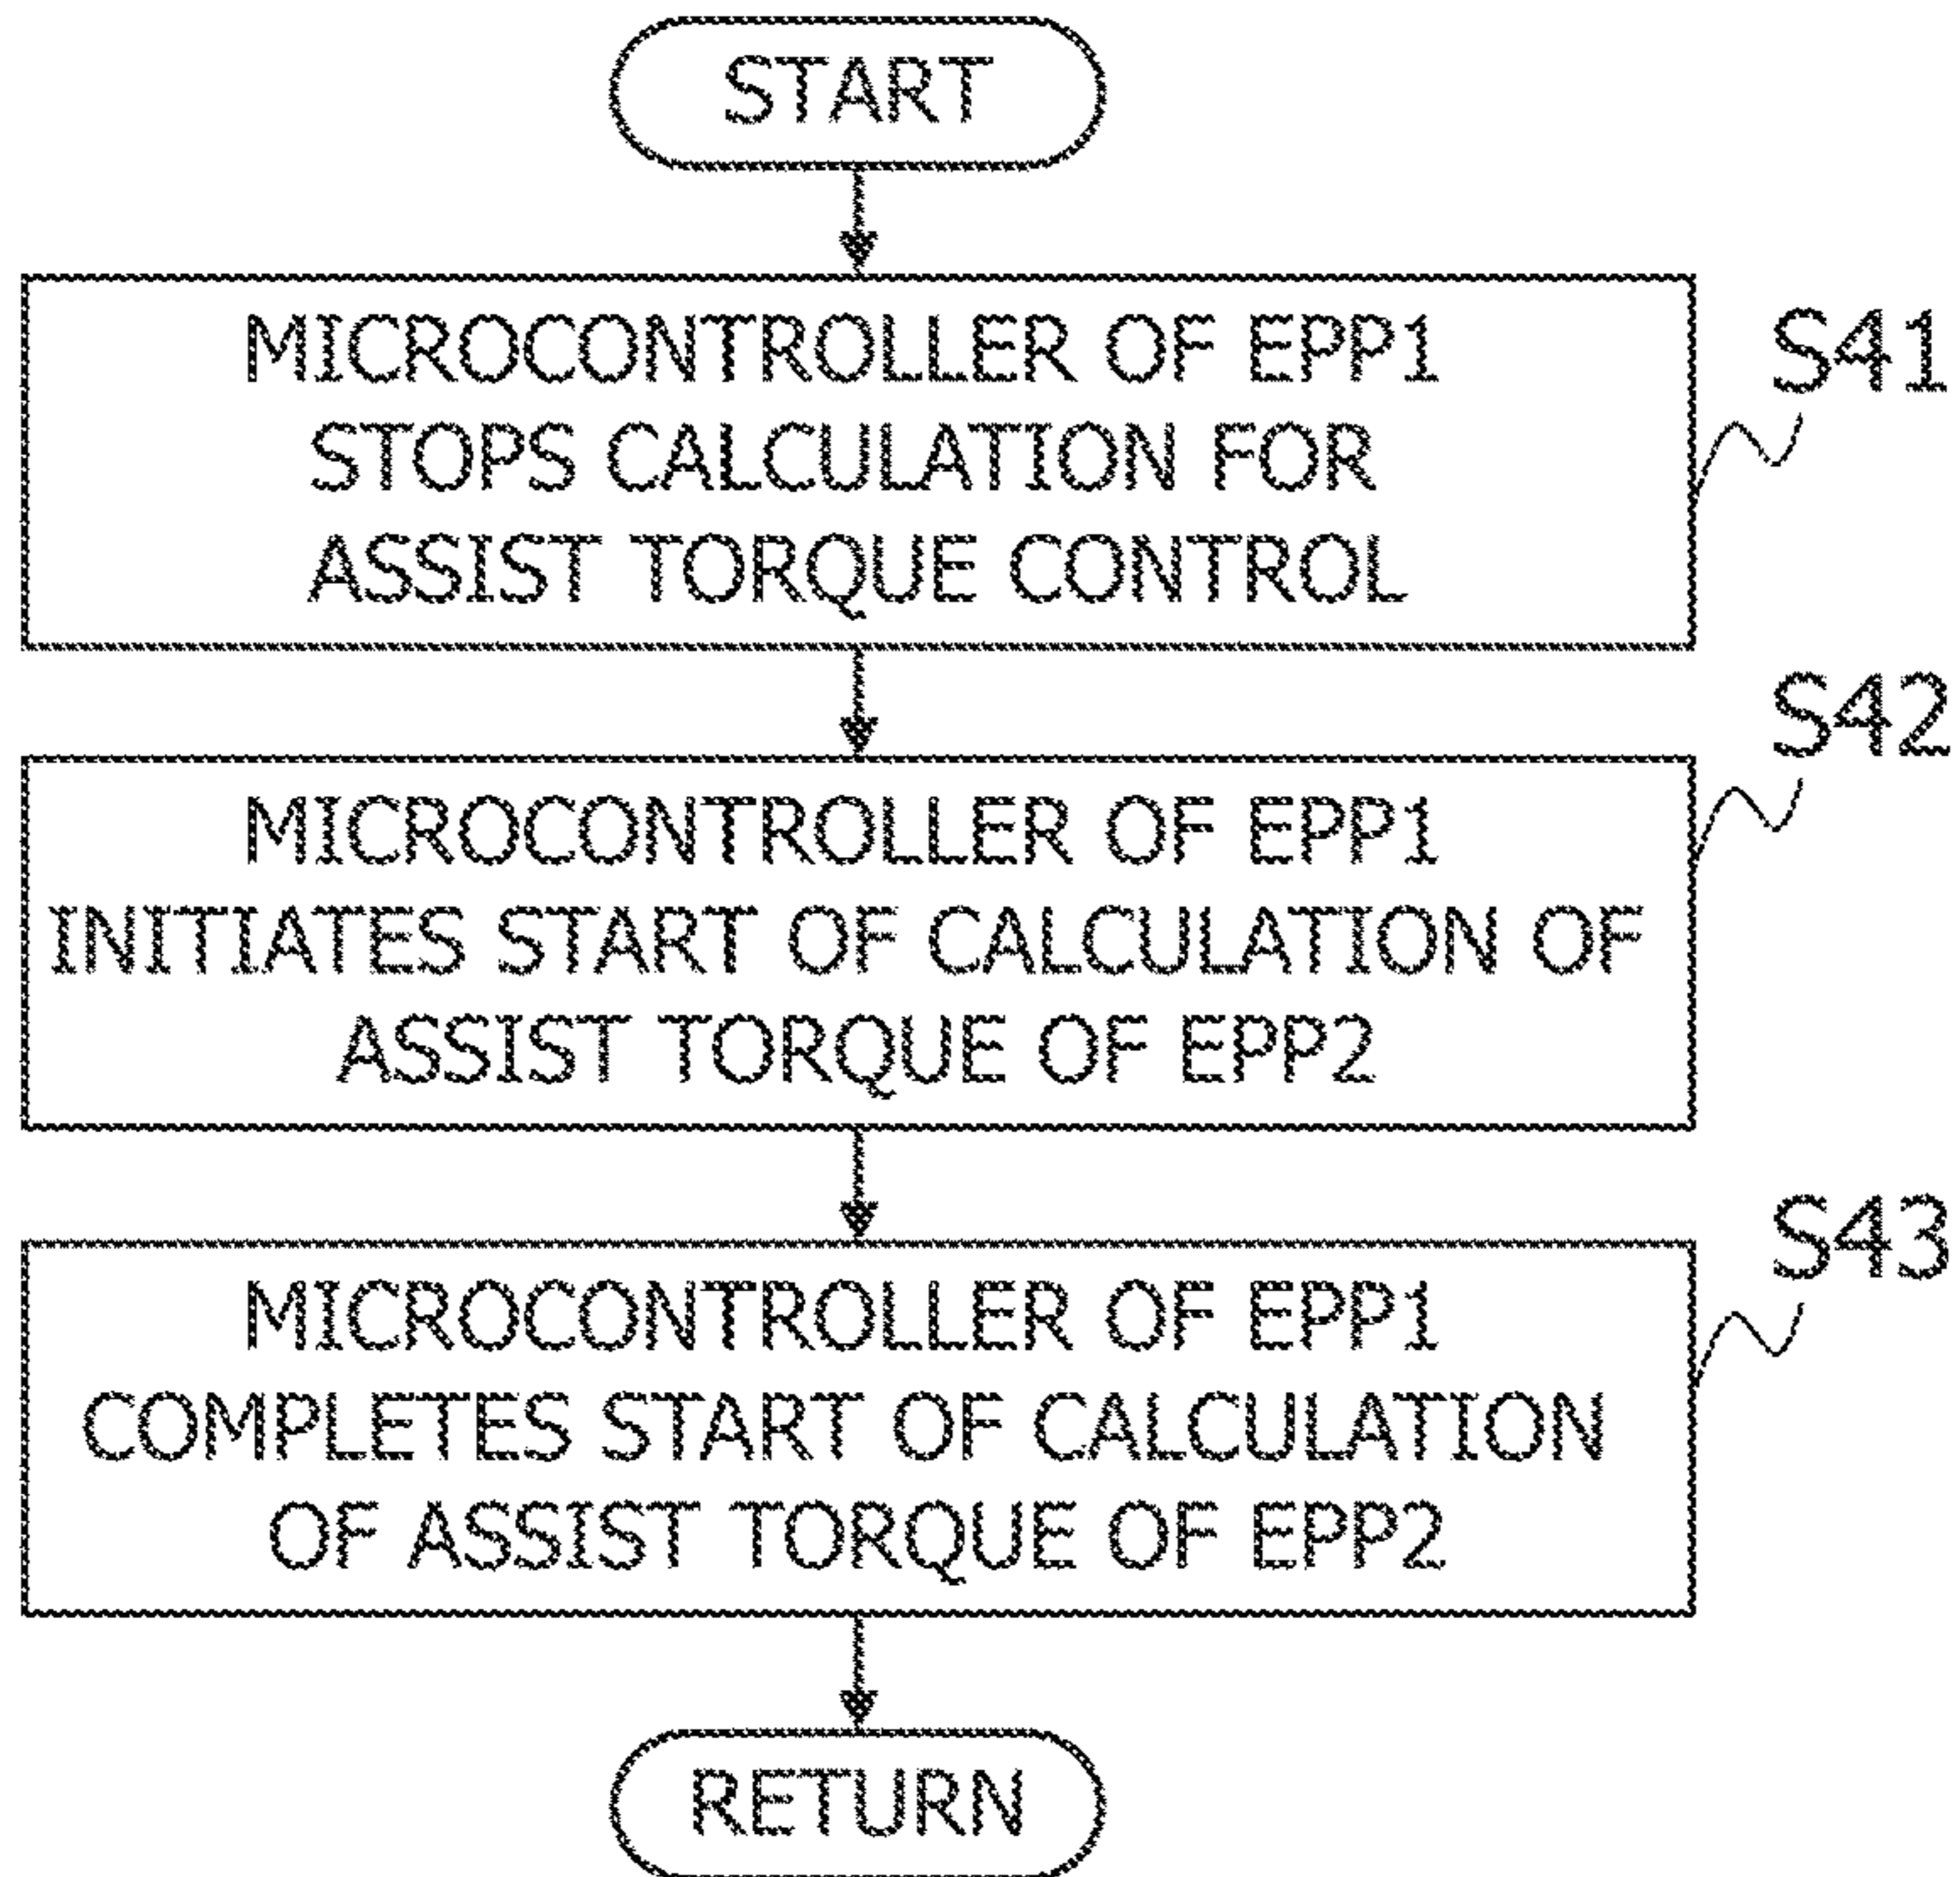 START
MICROCONTROLLER OF EPP1
STOPS CALCULATION FOR
ASSIST TORQUE CONTROL
S41
MICROCONTROLLER OF EPP1
INITIATES START OF CALCULATION OF
ASSIST TORQUE OF EPP2
S42
MICROCONTROLLER OF EPP1
COMPLETES START OF CALCULATION
OF ASSIST TORQUE OF EPP2
S43
RETURN